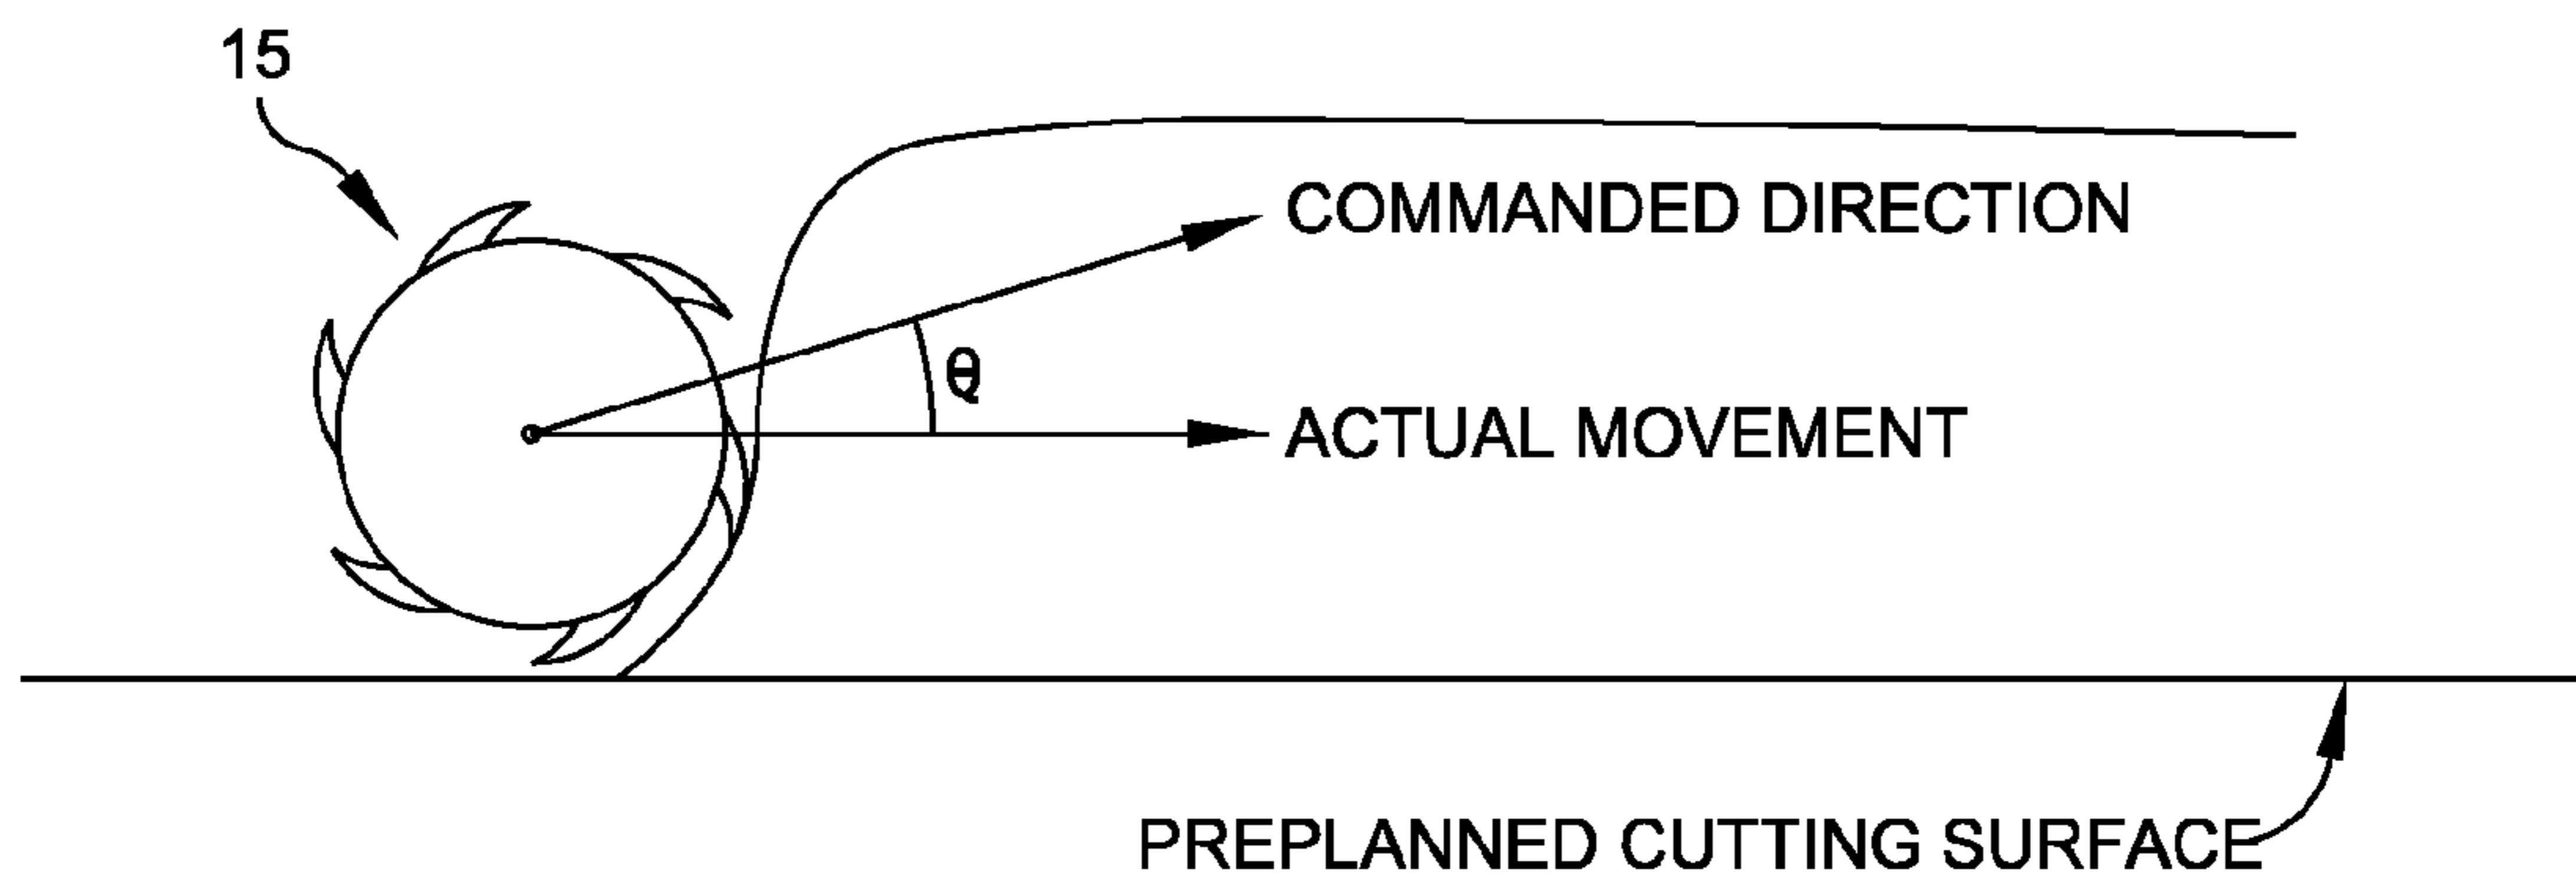 15
COMMANDED DIRECTION
θ
ACTUAL MOVEMENT
PREPLANNED CUTTING SURFACE